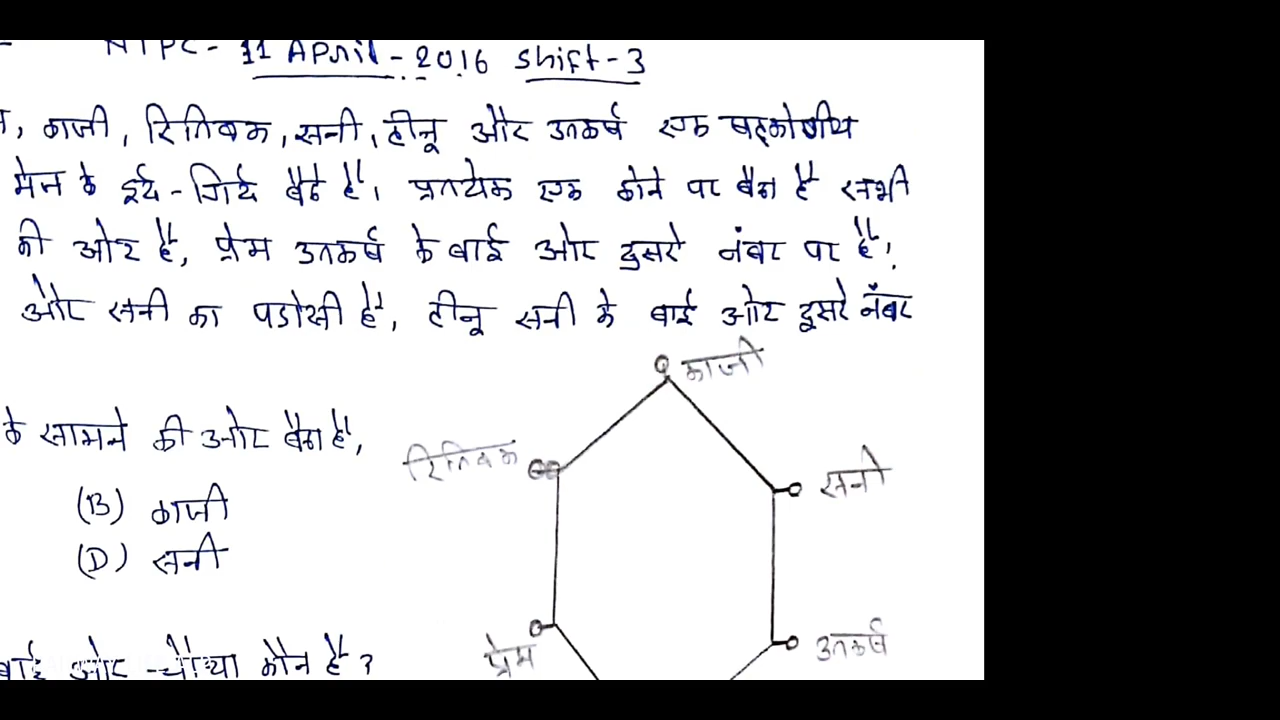 NTPC - 11 April - 2016 Shift-3
काजी, रितिक, सनी, टीनू और उत्कर्ष एक षट्कोणीय
मेज के इर्द-गिर्द बैठे हैं। प्रत्येक एक कोने पर बैठा है सभी
की ओर हैं, प्रेम उत्कर्ष के बाई ओर दुसरे नंबर पर है।
और सनी का पडोसी है, टीनू सनी के बाई ओर दूसरे नंबर
काजी
के सामने की ओर बैठा है,
रितिक
सनी
(B) काजी
(D) सनी
उत्कर्ष
प्रेम
बाई ओर चौथा कौन है?